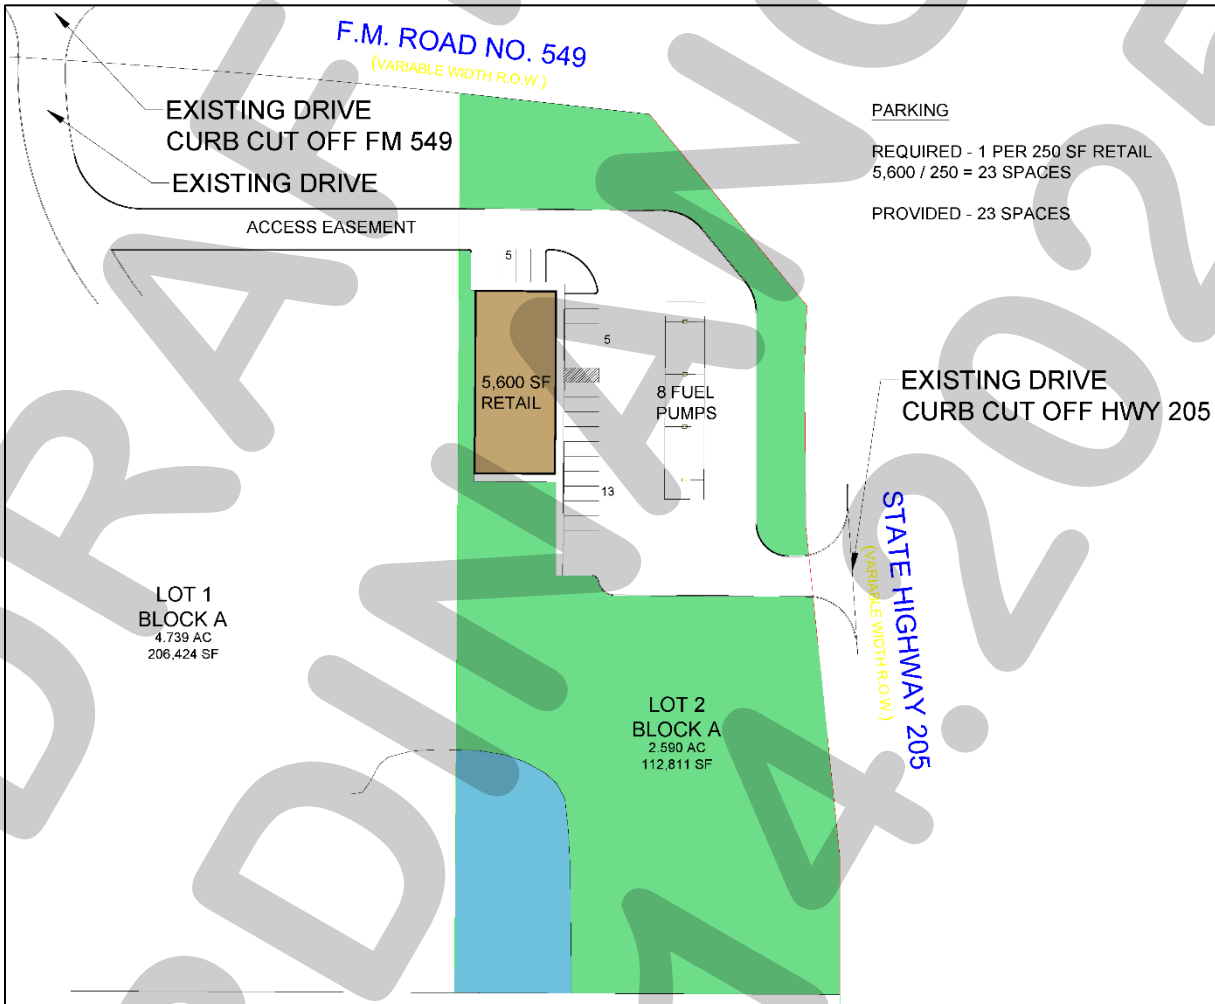 F.M. ROAD NO. 549
(VARIABLE WIDTH R.O.W.)
EXISTING DRIVE
CURB CUT OFF FM 549
EXISTING DRIVE
ACCESS EASEMENT
PARKING
REQUIRED - 1 PER 250 SF RETAIL
5,600 / 250 = 23 SPACES
PROVIDED - 23 SPACES
5
5
5,600 SF
RETAIL
8 FUEL
PUMPS
13
EXISTING DRIVE
CURB CUT OFF HWY 205
STATE HIGHWAY 205
(VARIABLE WIDTH R.O.W.)
LOT 1
BLOCK A
4.739 AC
206,424 SF
LOT 2
BLOCK A
2.590 AC
112,811 SF